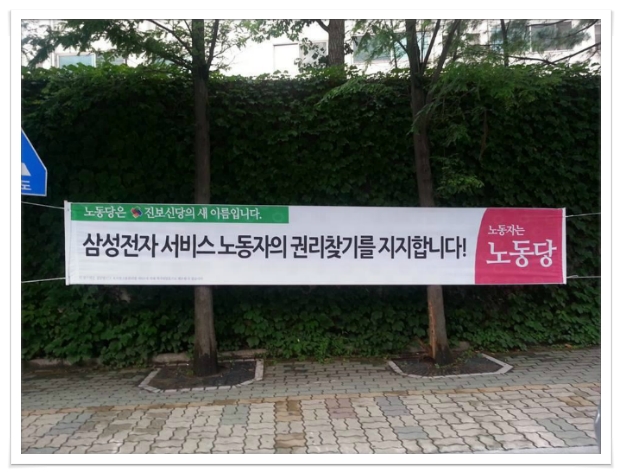 노동당은 진보신당의 새 이름입니다.
삼성전자 서비스 노동자의 권리찾기를 지지합니다!
노동자는
노동당
도